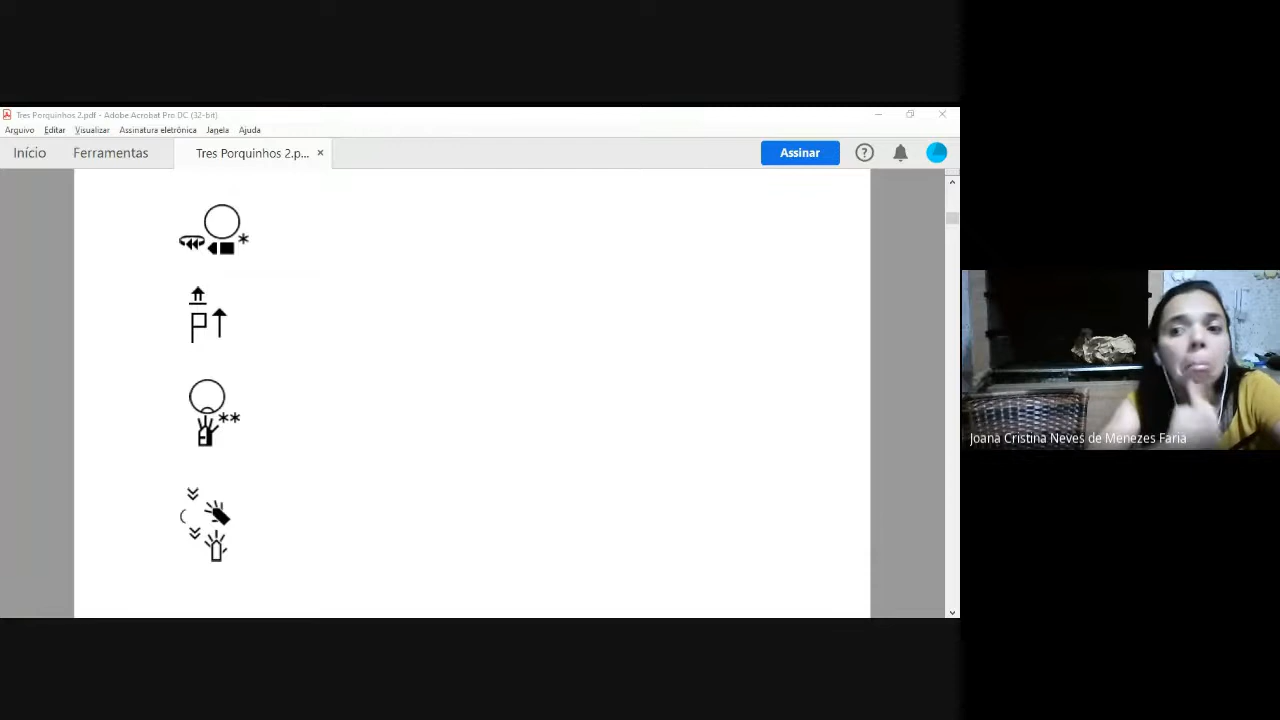 Tres Porquinhos 2.pdf - Adobe Acrobat Pro DC (32-bit)
Arquivo Editar Visualizar Assinatura eletrônica Janela Ajuda
Início Ferramentas Tres Porquinhos 2.p... × Assinar
Joana Cristina Neves de Menezes Faria